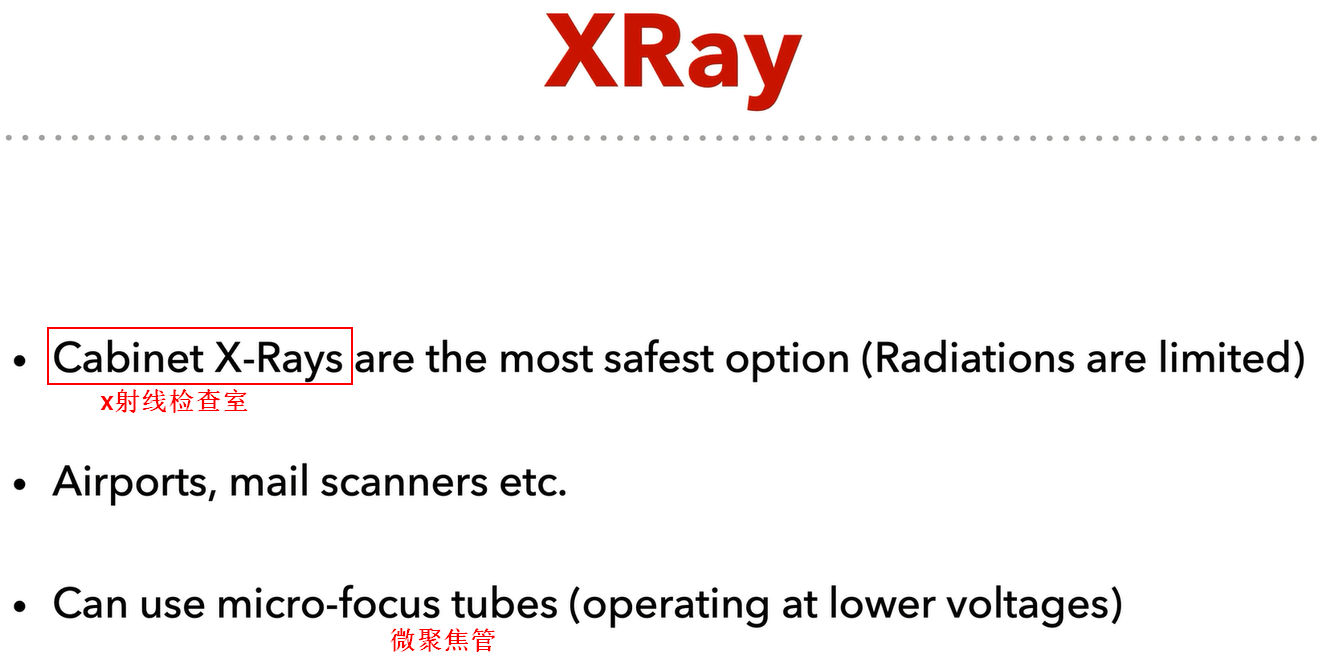 XRay
• Cabinet X-Rays are the most safest option (Radiations are limited)
x射线检查室
• Airports, mail scanners etc.
• Can use micro-focus tubes (operating at lower voltages)
微聚焦管